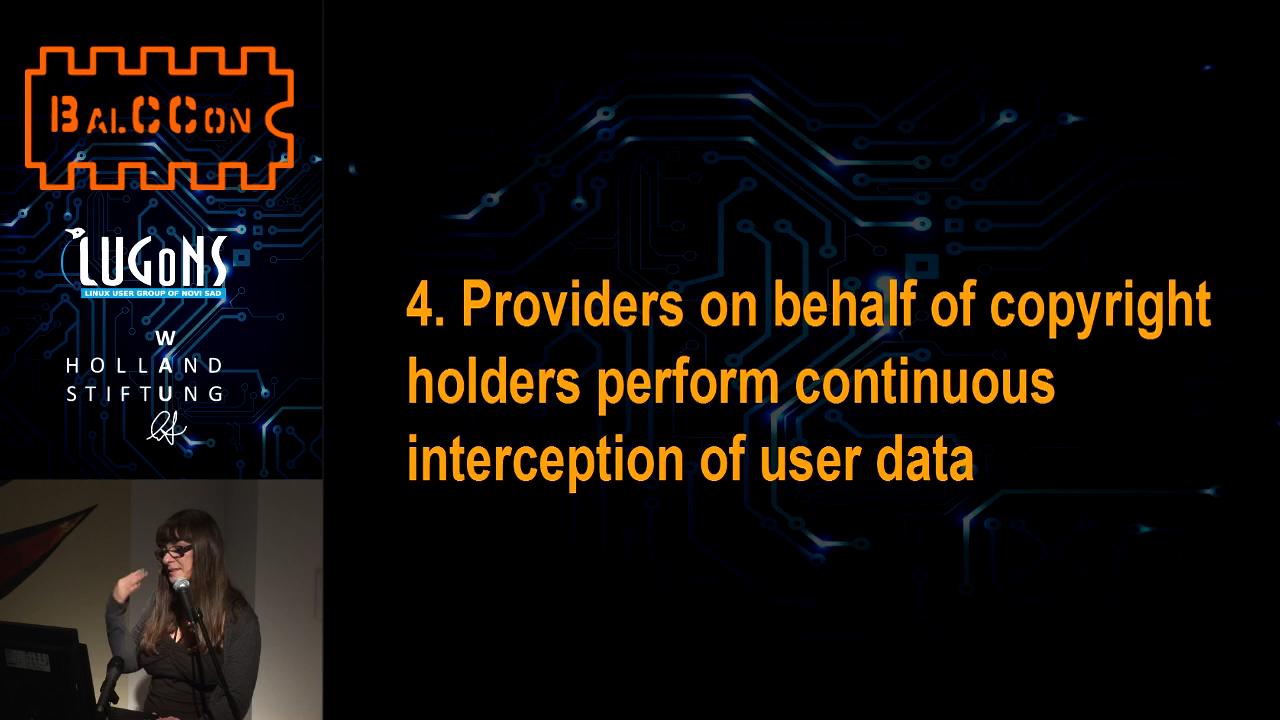 BALCCON
LUGoNS
LINUX USER GROUP OF NOVI SAD
W
HOLLAND
STIFTUNG
4. Providers on behalf of copyright
holders perform continuous
interception of user data